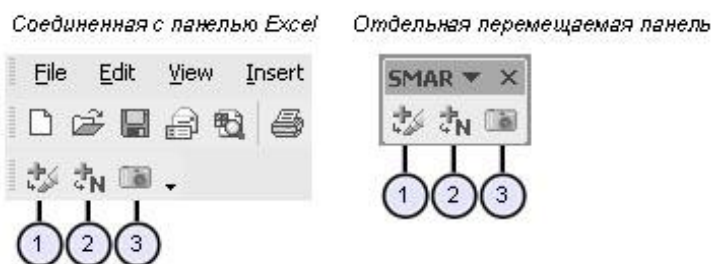 Соединенная с панелью Excel
Отдельная перемещаемая панель
File Edit View Insert
SMAR
N
N
1 2 3
1 2 3